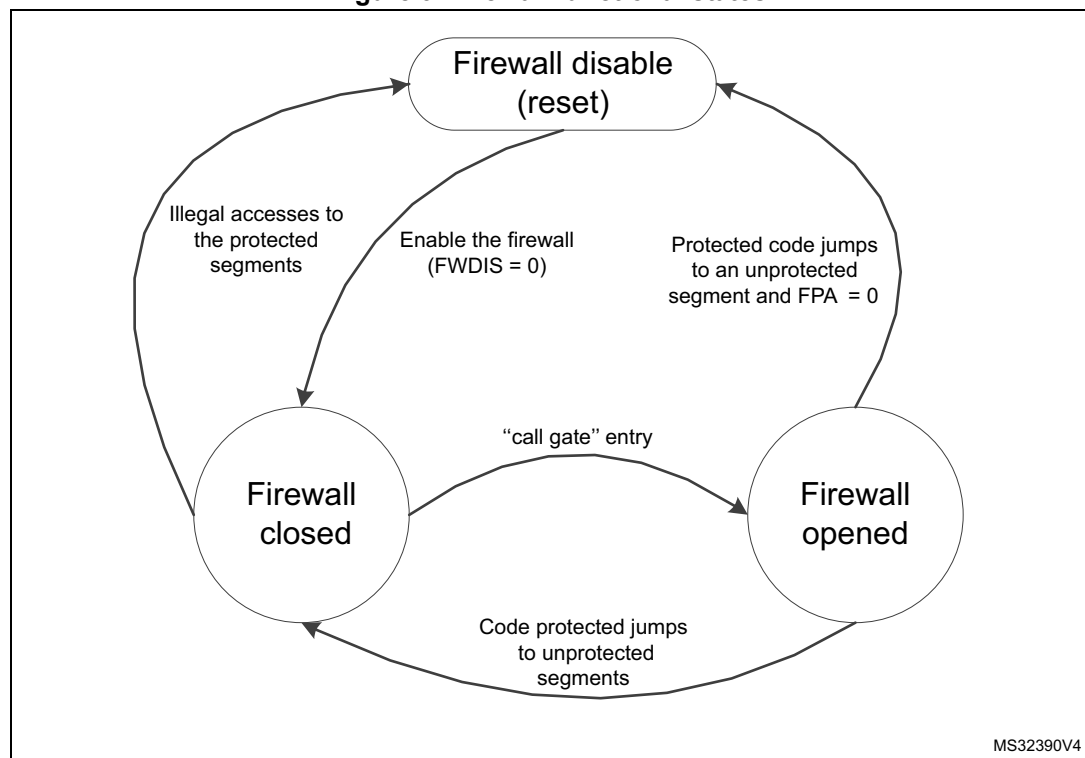 Firewall disable
(reset)
Illegal accesses to
the protected
segments
Enable the firewall
(FWDIS = 0)
Protected code jumps
to an unprotected
segment and FPA  = 0
“call gate” entry
Firewall
closed
Firewall
opened
Code protected jumps
to unprotected
segments
MS32390V4